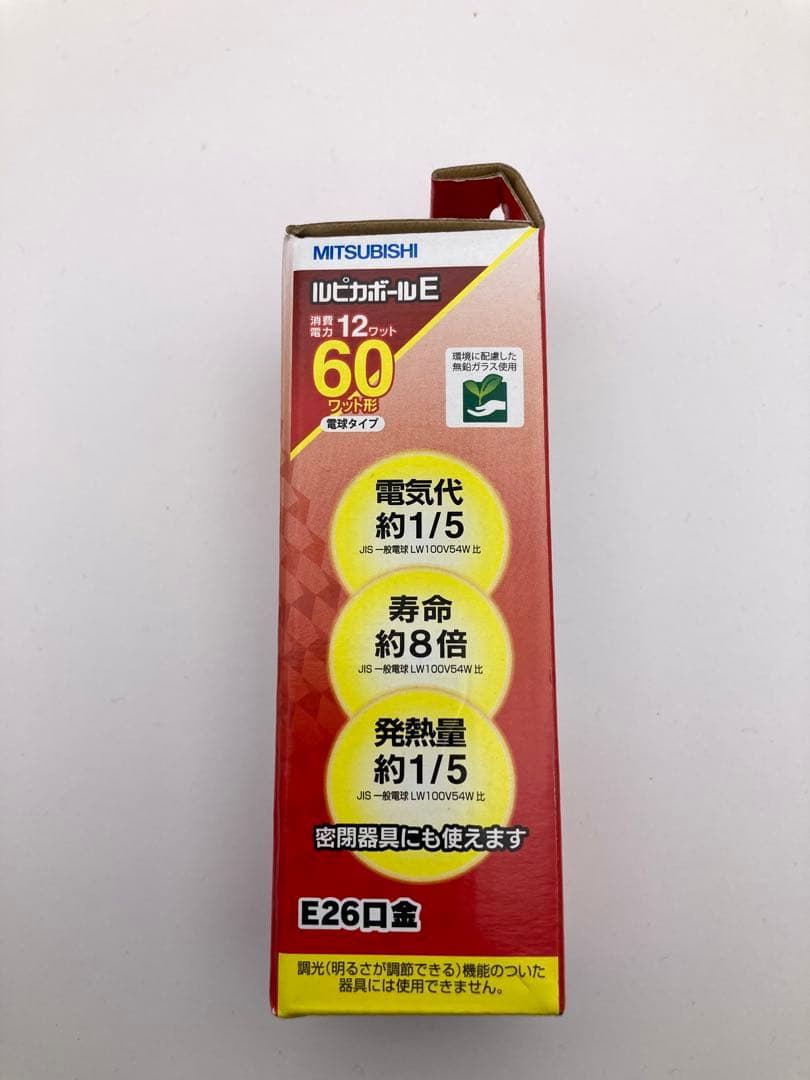 MITSUBISHI
ルピカボールE
消費
電力 12ワット
60
ワット形
電球タイプ
環境に配慮した
無鉛ガラス使用
電気代
約1/5
JIS 一般電球 LW100V54W 比
寿命
約8倍
JIS 一般電球 LW100V54W 比
発熱量
約1/5
JIS 一般電球 LW100V54W 比
密閉器具にも使えます
E26口金
調光(明るさが調節できる)機能のついた
器具には使用できません。